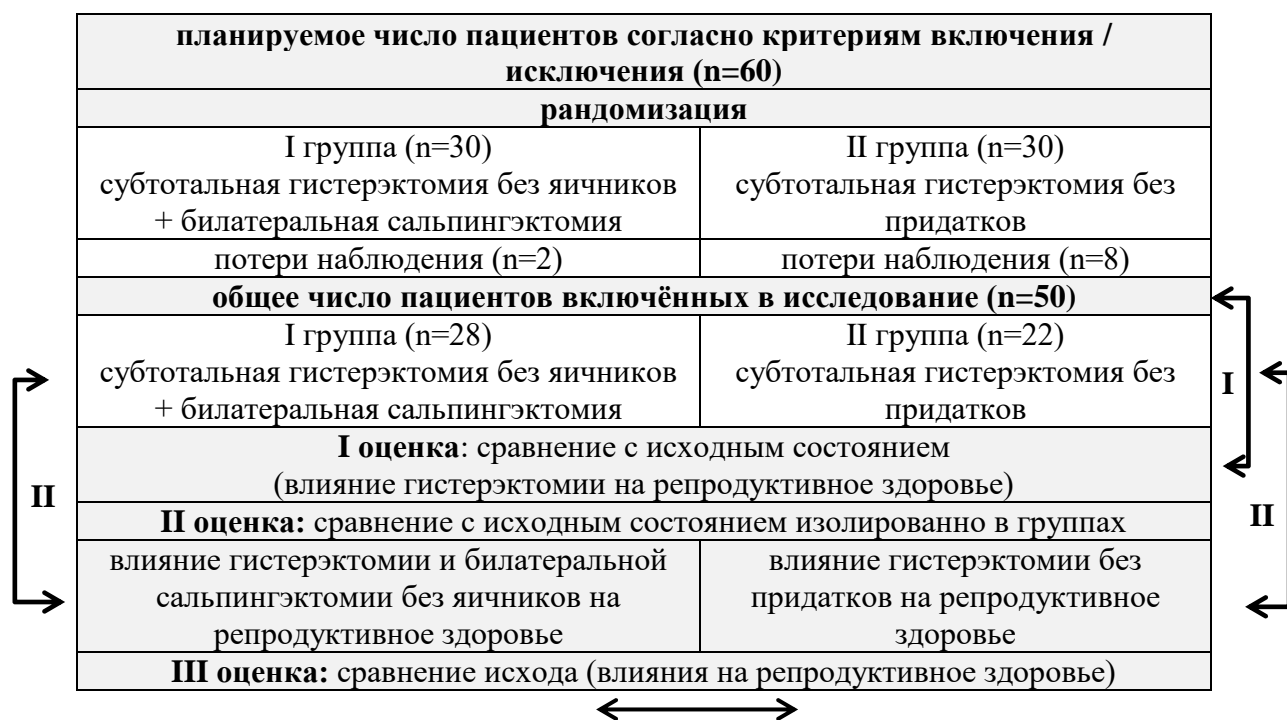 планируемое число пациентов согласно критериям включения /
исключения (n=60)
рандомизация
I группа (n=30)
субтотальная гистерэктомия без яичников
+ билатеральная сальпингэктомия
II группа (n=30)
субтотальная гистерэктомия без
придатков
потери наблюдения (n=2)
потери наблюдения (n=8)
общее число пациентов включённых в исследование (n=50)
I группа (n=28)
субтотальная гистерэктомия без яичников
+ билатеральная сальпингэктомия
II группа (n=22)
субтотальная гистерэктомия без
придатков
I
I оценка: сравнение с исходным состоянием
(влияние гистерэктомии на репродуктивное здоровье)
II
II
II оценка: сравнение с исходным состоянием изолированно в группах
влияние гистерэктомии и билатеральной
сальпингэктомии без яичников на
репродуктивное здоровье
влияние гистерэктомии без
придатков на репродуктивное
здоровье
III оценка: сравнение исхода (влияния на репродуктивное здоровье)